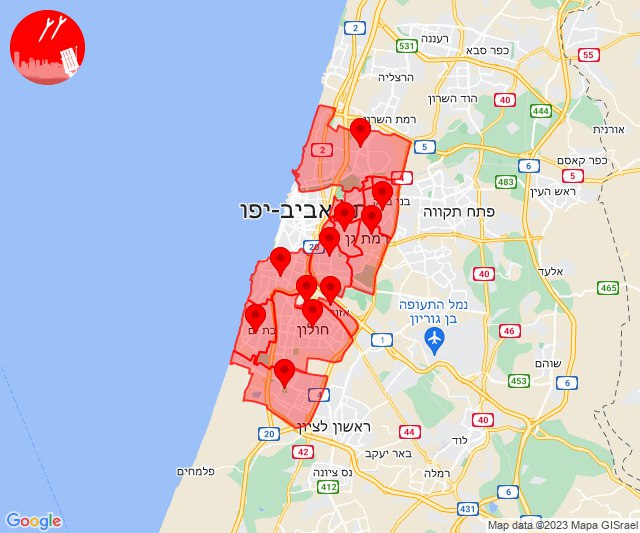 2
רעננה
531
כפר סבא
55
הרצליה
הוד השרון
40
444
רמת השרון
אורנית
2
5
6
כפר קאסם
5
4
483
ראש העין
בני ברק
תל אביב-יפו
פתח תקווה
רמת גן
20
אלעד
40
465
נמל התעופה
בן גוריון
אזור
חולון
בת ים
1
46
שוהם
453
6
4
ראשון לציון
20
44
40
לוד
42
באר יעקב
רמלה
פלמחים
נס ציונה
412
6
431
Google
Map data ©2023 Mapa GISrael